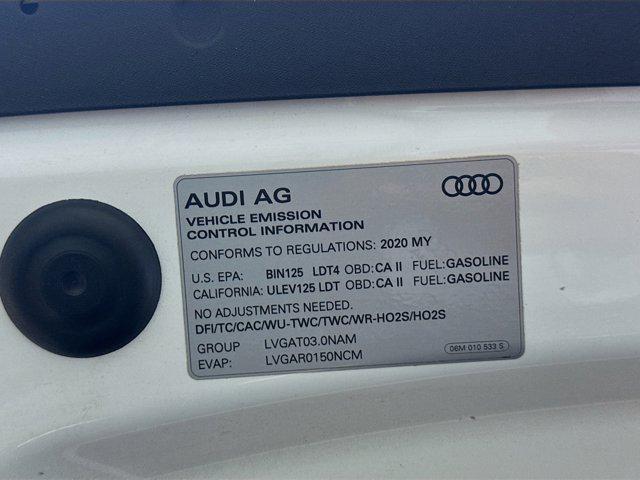 AUDI AG
VEHICLE EMISSION
CONTROL INFORMATION
CONFORMS TO REGULATIONS: 2020 MY
U.S. EPA: BIN125 LDT4 OBD:CA II FUEL:GASOLINE
CALIFORNIA: ULEV125 LDT OBD:CA II FUEL:GASOLINE
NO ADJUSTMENTS NEEDED.
DFI/TC/CAC/WU-TWC/TWC/WR-HO2S/HO2S
GROUP LVGAT03.0NAM
EVAP: LVGAR0150NCM
06M 010 533 S